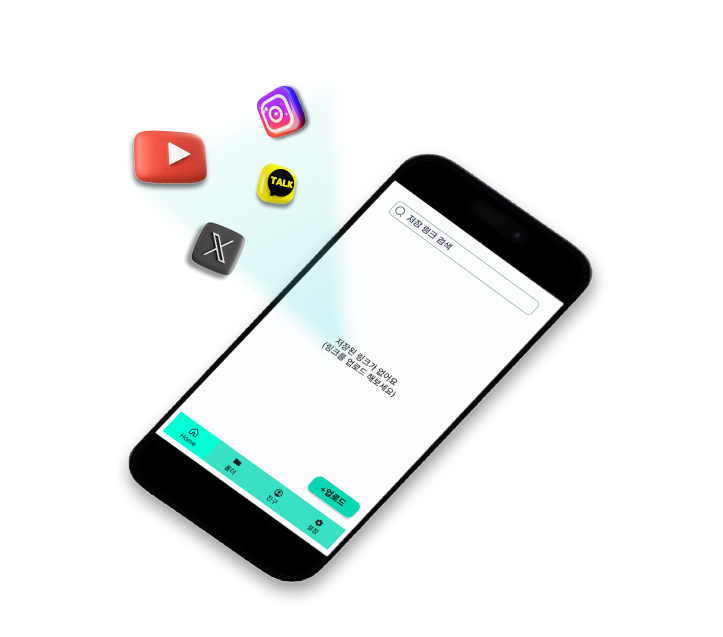 TALK
저장 링크 검색
저장된 링크가 없어요
(링크를 업로드 해보세요)
+업로드
Home
폴더
친구
설정